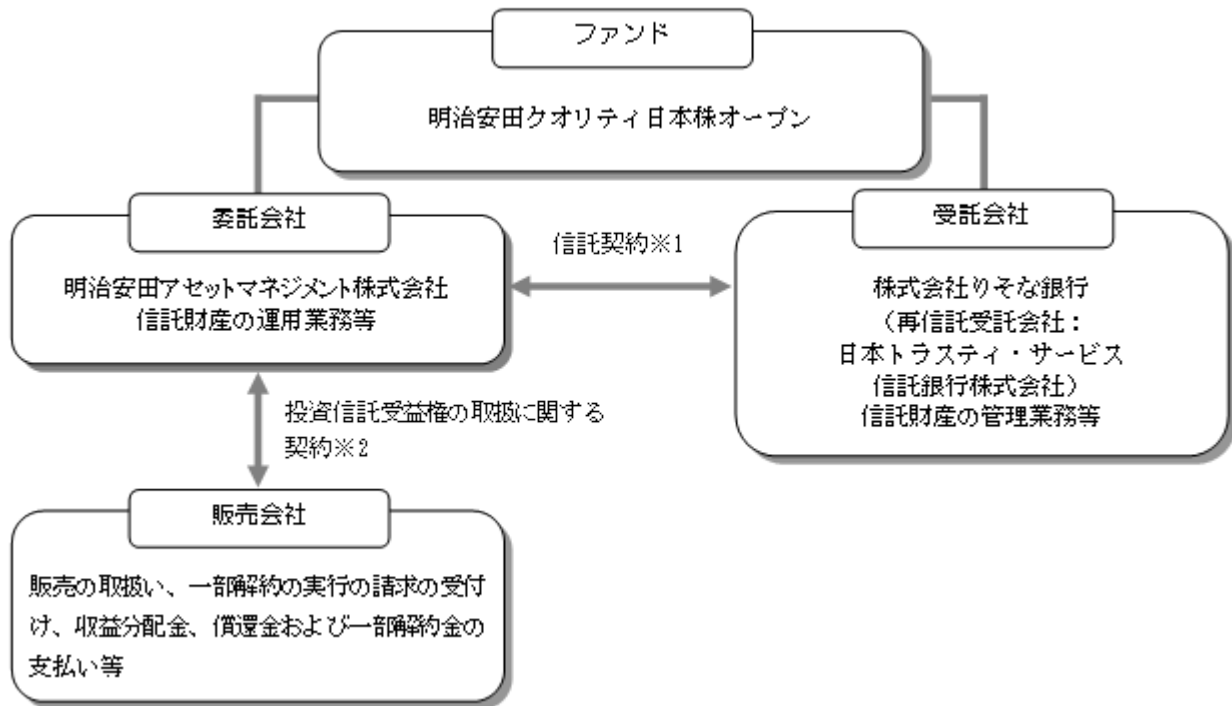 ファンド
明治安田クオリティ日本株オープン
委託会社
明治安田アセットマネジメント株式会社
信託財産の運用業務等
信託契約※1
受託会社
株式会社りそな銀行
（再信託受託会社：
日本トラスティ・サービス
信託銀行株式会社）
信託財産の管理業務等
投資信託受益権の取扱に関する
契約※2
販売会社
販売の取扱い、一部解約の実行の請求の受付
け、収益分配金、償還金および一部解約金の
支払い等